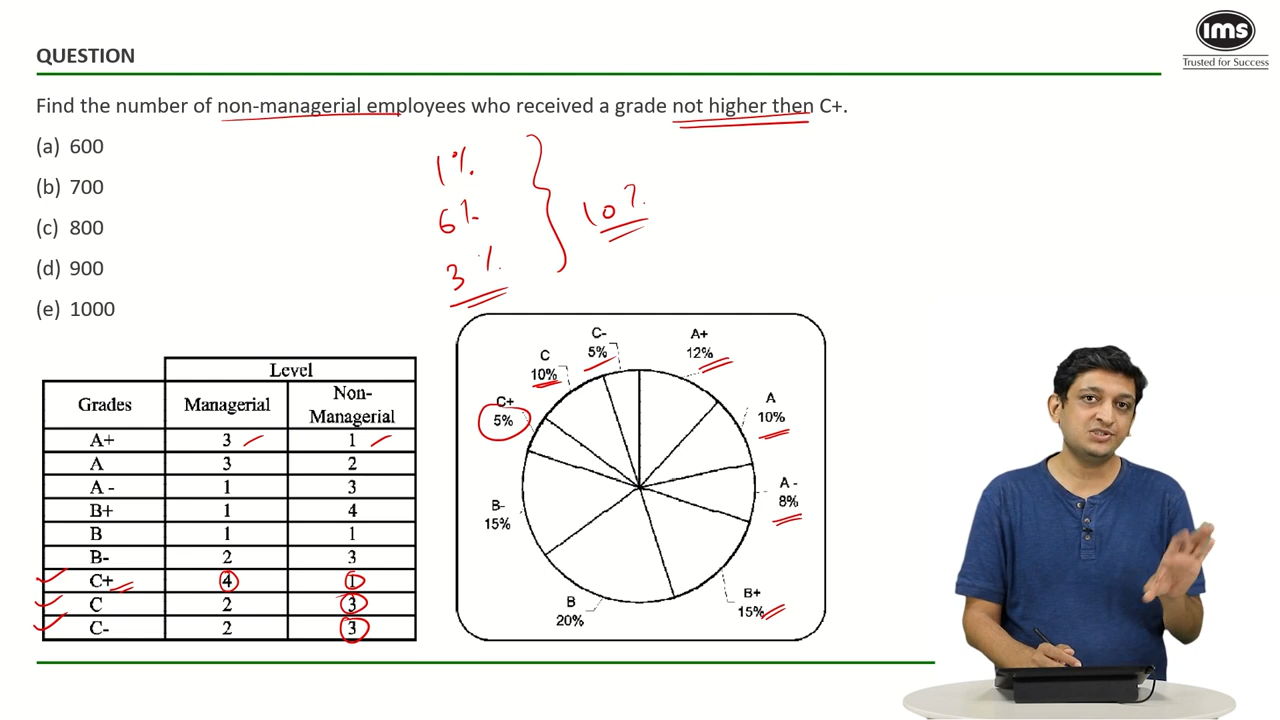 ims
Trusted for Success
QUESTION
Find the number of non-managerial employees who received a grade not higher then C+.
(a) 600
(b) 700
(c) 800
(d) 900
(e) 1000
1%
6%
3%
10%
Level
Grades Managerial Non-Managerial
A+ 3 1
A 3 2
A - 1 3
B+ 1 4
B 1 1
B- 2 3
C+ 4 1
C 2 3
C- 2 3
C-
5%
A+
12%
C
10%
A
10%
C+
5%
A -
8%
B-
15%
B+
15%
B
20%